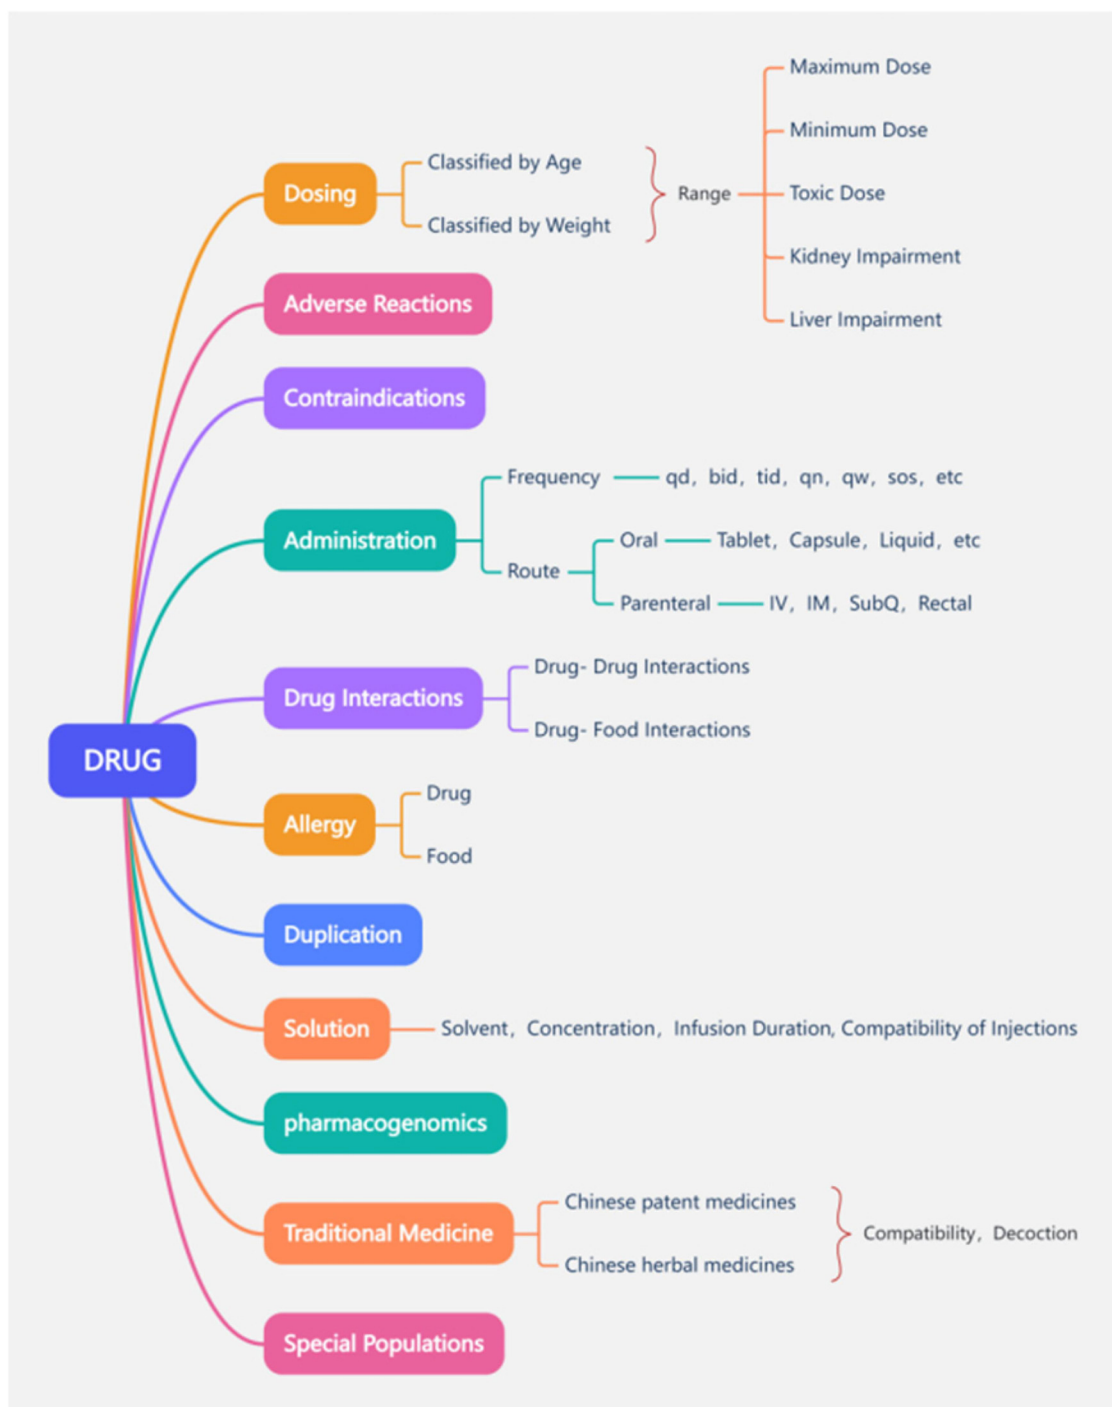 DRUG
Dosing
Classified by Age
Classified by Weight
Range
Maximum Dose
Minimum Dose
Toxic Dose
Kidney Impairment
Liver Impairment
Adverse Reactions
Contraindications
Administration
Frequency
qd，bid，tid，qn，qw，sos，etc
Route
Oral
Tablet，Capsule，Liquid，etc
Parenteral
IV，IM，SubQ，Rectal
Drug Interactions
Drug- Drug Interactions
Drug- Food Interactions
Allergy
Drug
Food
Duplication
Solution
Solvent，Concentration，Infusion Duration, Compatibility of Injections
pharmacogenomics
Traditional Medicine
Chinese patent medicines
Chinese herbal medicines
Compatibility，Decoction
Special Populations